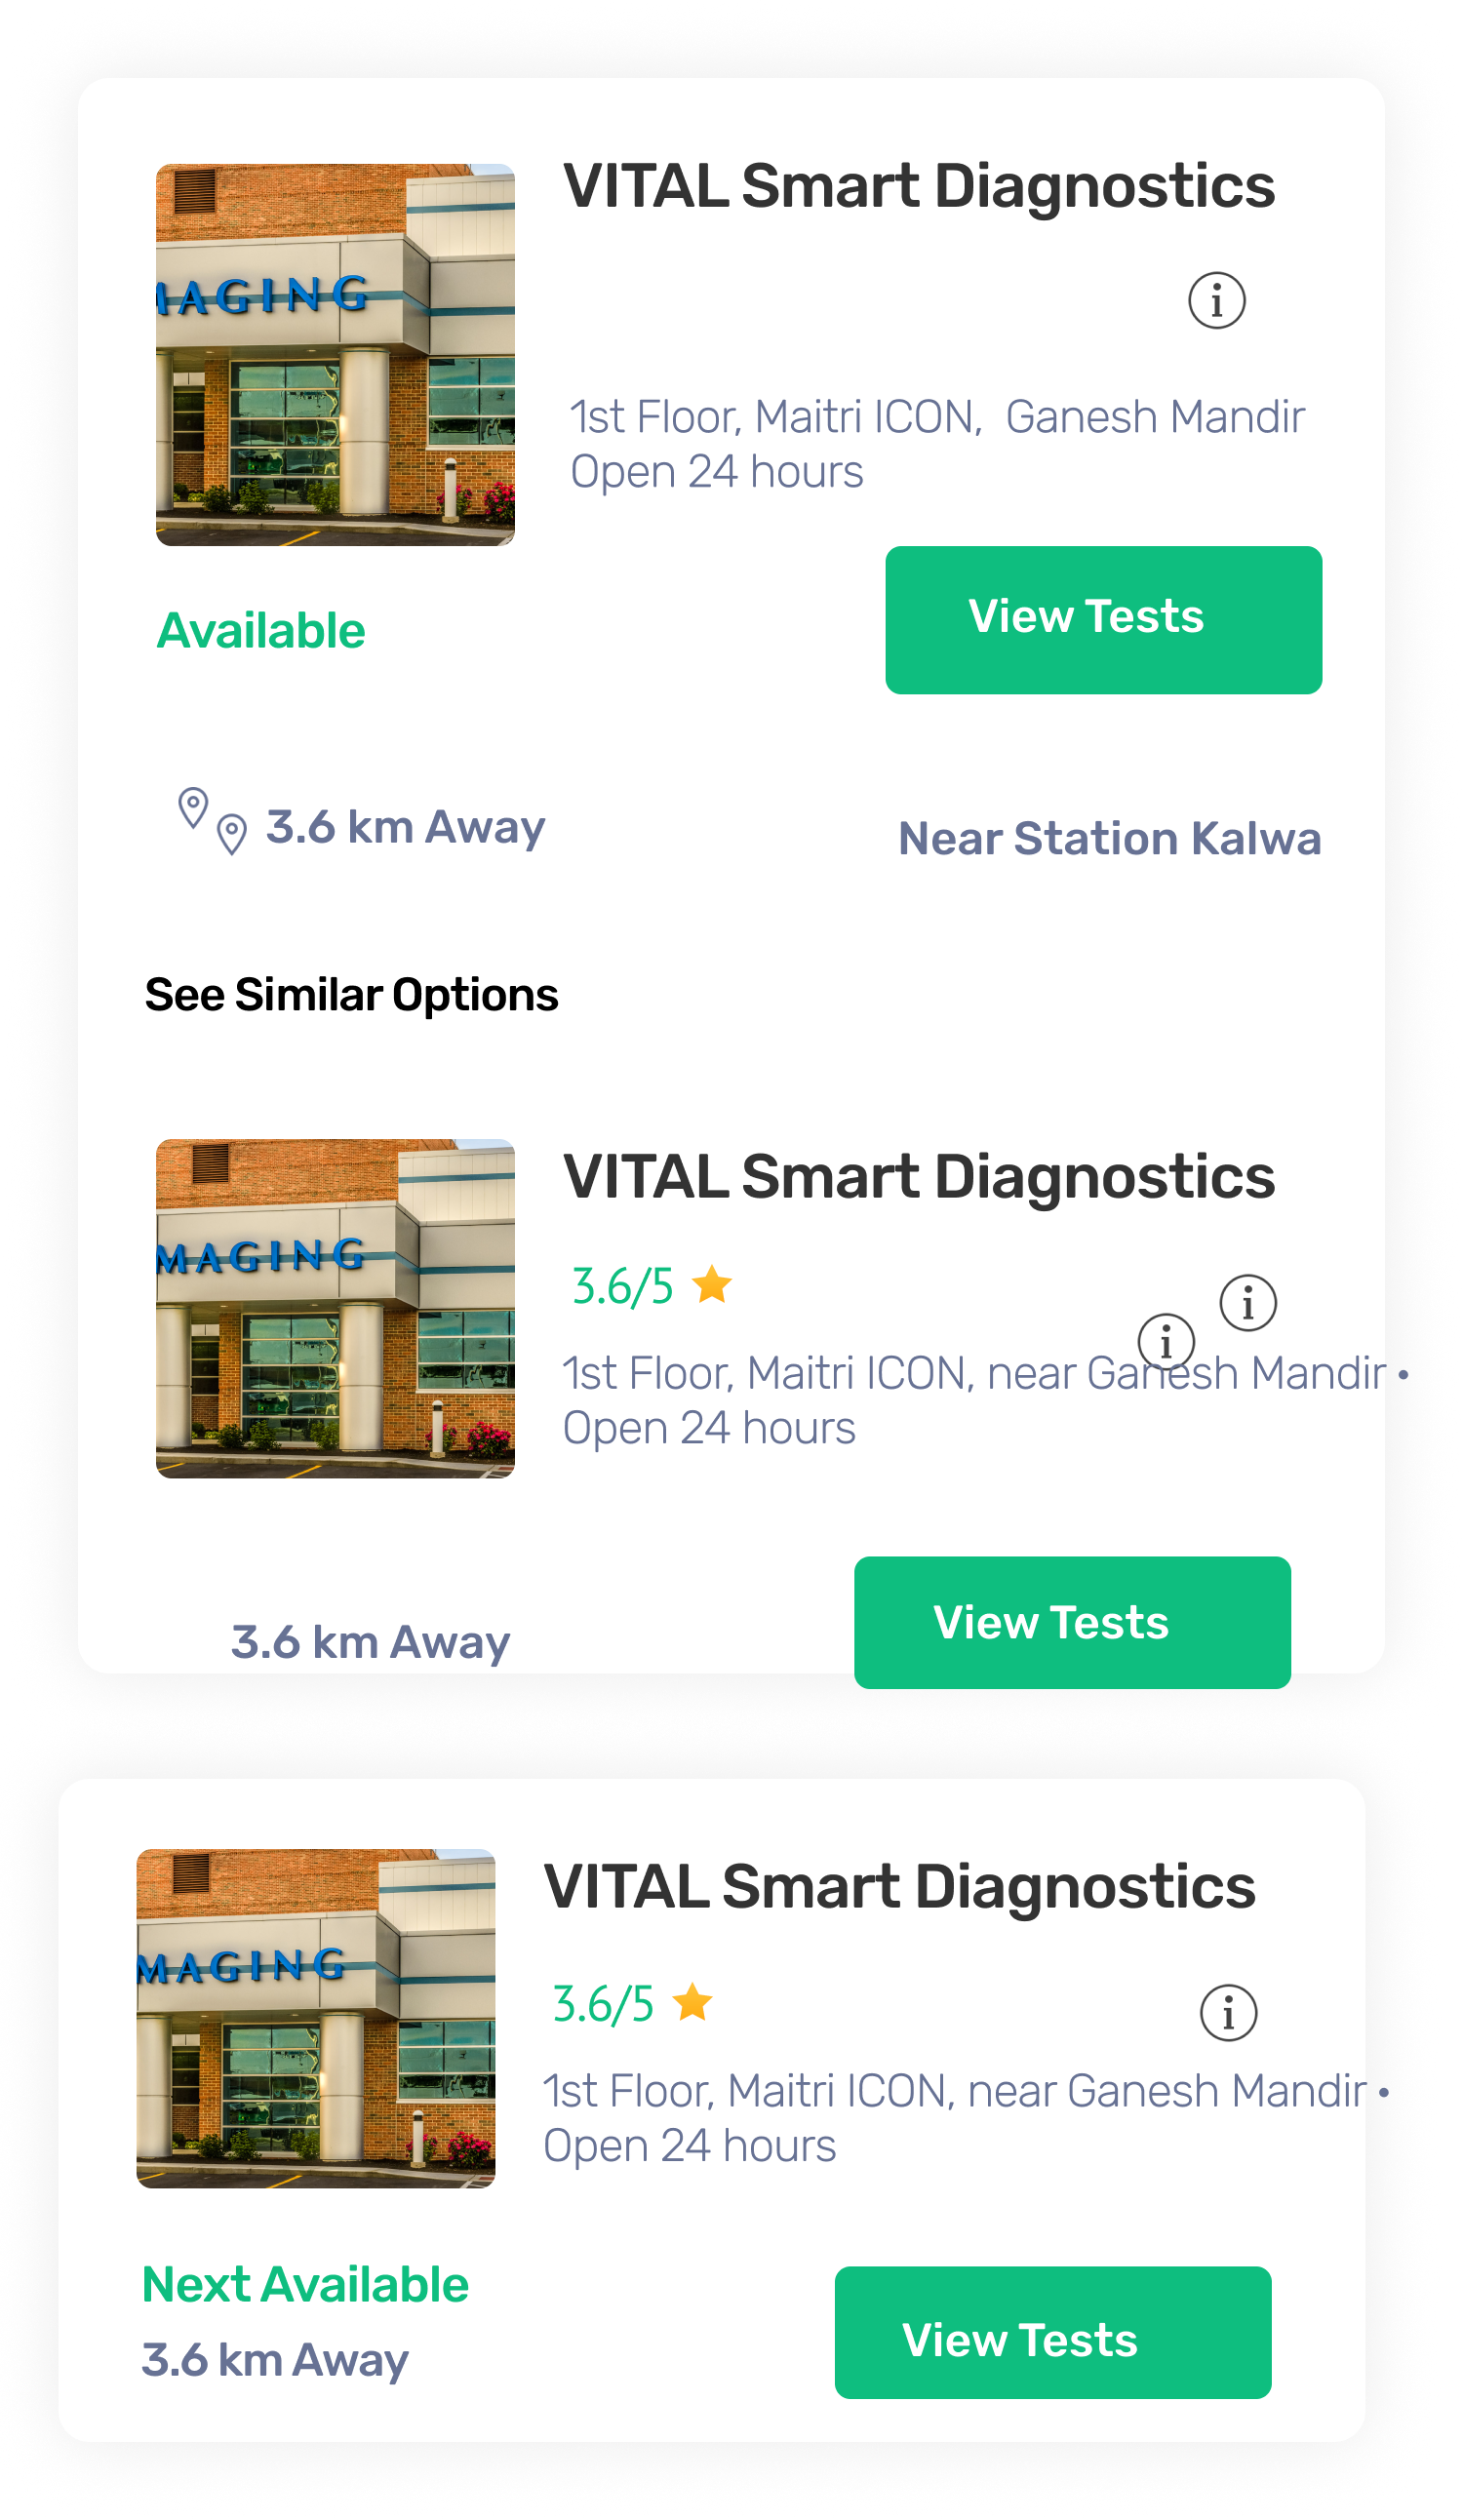 VITAL Smart Diagnostics
MAGING
i
1st Floor, Maitri ICON, Ganesh Mandir
Open 24 hours
View Tests
Available
3.6 km Away
Near Station Kalwa
See Similar Options
VITAL Smart Diagnostics
MAGING
3.6/5
i
i
1st Floor, Maitri ICON, near Ganesh Mandir •
Open 24 hours
View Tests
3.6 km Away
VITAL Smart Diagnostics
MAGING
3.6/5
i
1st Floor, Maitri ICON, near Ganesh Mandir •
Open 24 hours
Next Available
View Tests
3.6 km Away